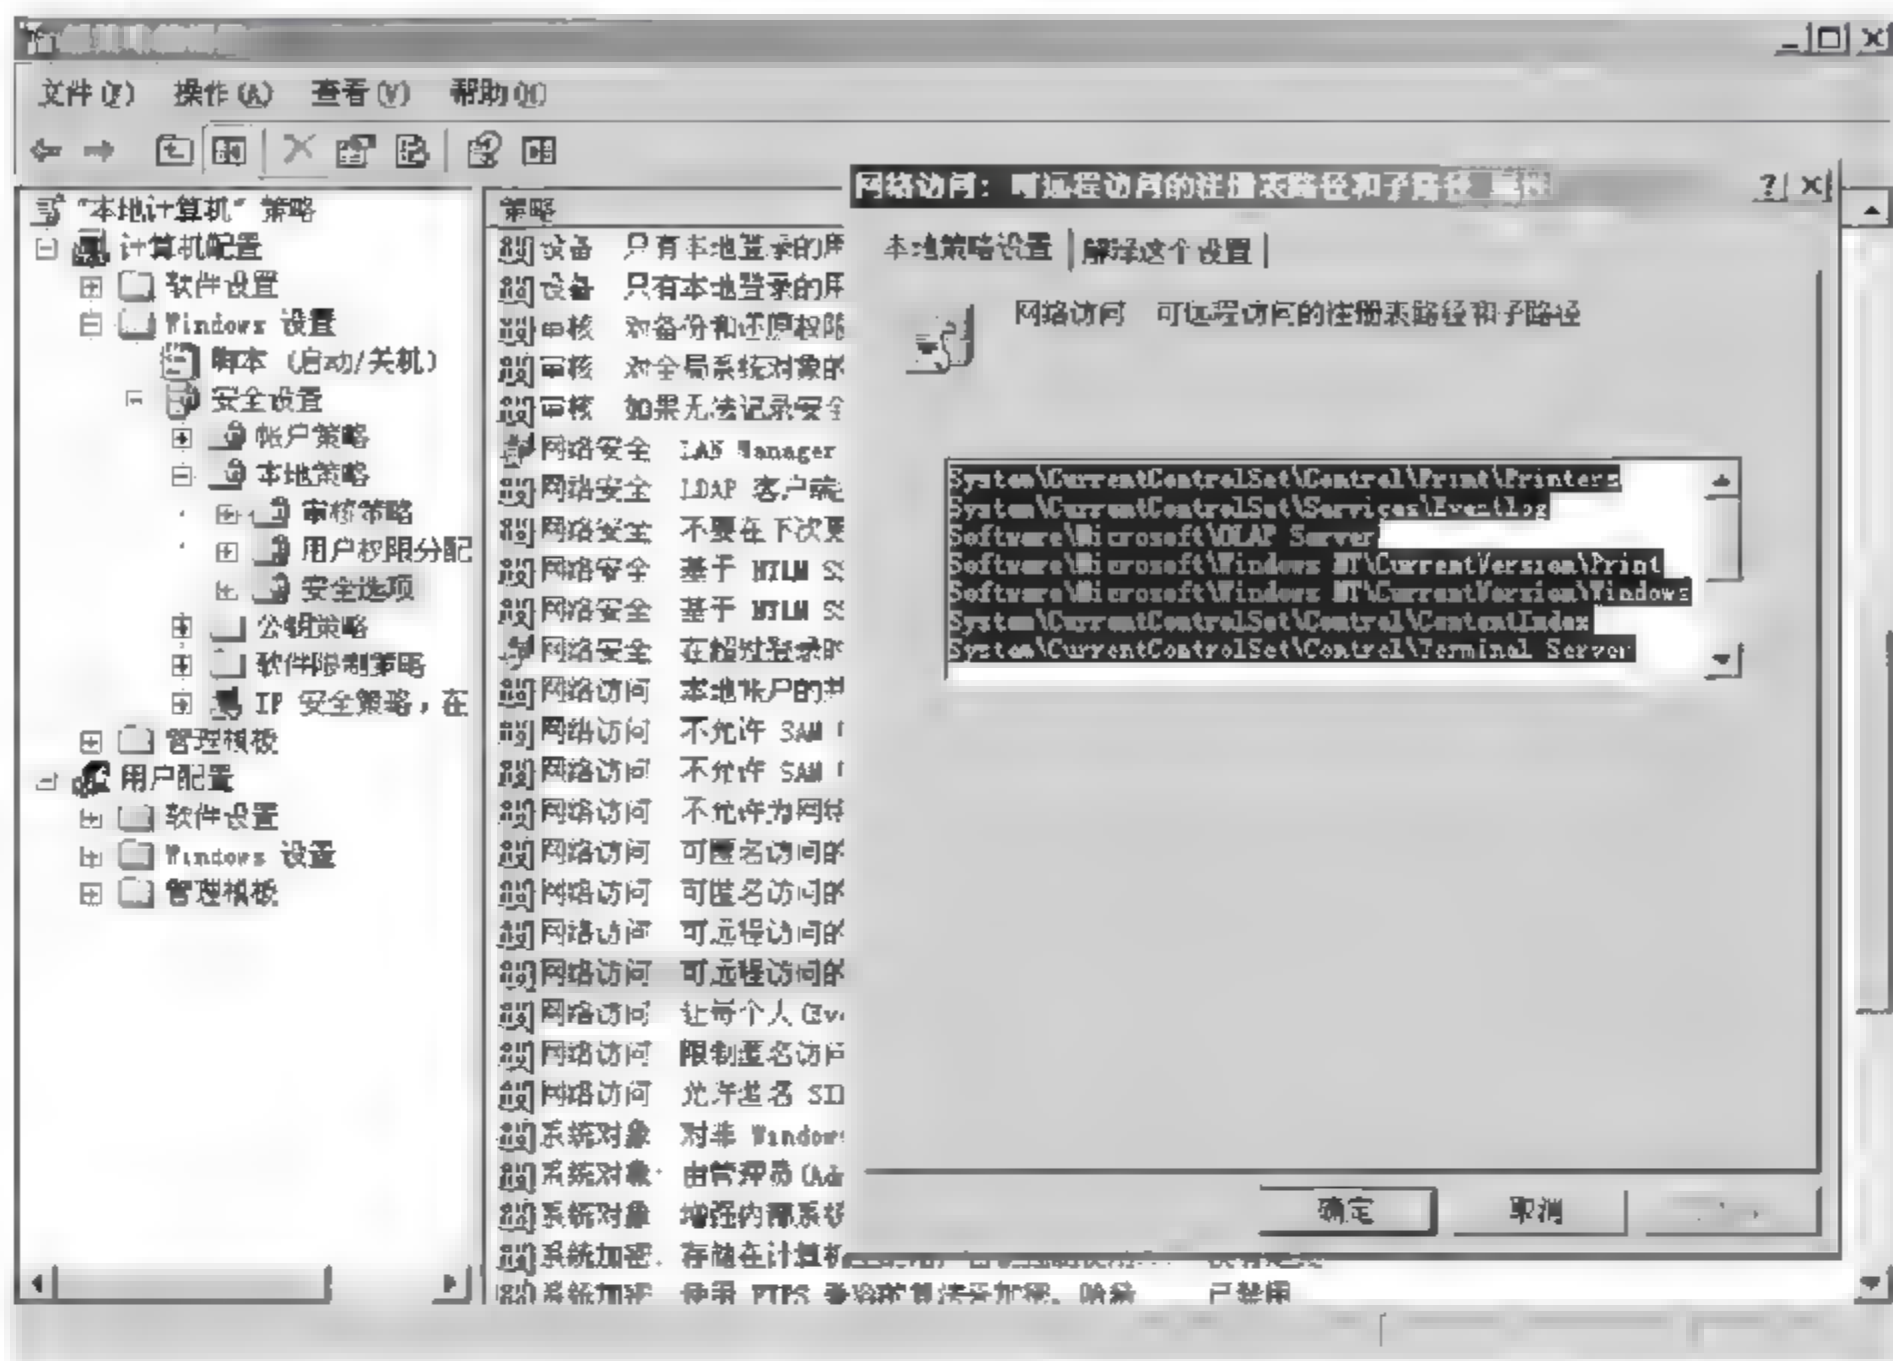 文件(F) 操作(A) 查看(V) 帮助(H)
“本地计算机” 策略
计算机配置
软件设置
Windows 设置
脚本 (启动/关机)
安全设置
帐户策略
本地策略
审核策略
用户权限分配
安全选项
公钥策略
软件限制策略
IP 安全策略，在
管理模板
用户配置
软件设置
Windows 设置
管理模板
策略
设备 只有本地登录的用
设备 只有本地登录的用
审核 对备份和还原权限
审核 对全局系统对象的
审核 如果无法记录安全
网络安全 LAN Manager
网络安全 LDAP 客户端
网络安全 不要在下次更
网络安全 基于 NTLM SS
网络安全 基于 NTLM SS
网络安全 在超过登录时
网络访问 本地帐户的共
网络访问 不允许 SAM
网络访问 不允许 SAM
网络访问 不允许为网络
网络访问 可匿名访问的
网络访问 可匿名访问的
网络访问 可远程访问的
网络访问 可远程访问的
网络访问 让每个人(Eve
网络访问 限制匿名访问
网络访问 允许匿名 SID
系统对象 对非 Windows
系统对象: 由管理员(Ad
系统对象 增强内部系统
系统加密: 存储在计算机
系统加密 使用 FIPS 兼容的算法来加密，哈希 已禁用
网络访问: 可远程访问的注册表路径和子路径 属性
本地策略设置 解释这个设置
网络访问 可远程访问的注册表路径和子路径
System\CurrentControlSet\Control\Print\Printers
System\CurrentControlSet\Services\Eventlog
Software\Microsoft\OLAP Server
Software\Microsoft\Windows NT\CurrentVersion\Print
Software\Microsoft\Windows NT\CurrentVersion\Windows
System\CurrentControlSet\Control\ContentIndex
System\CurrentControlSet\Control\Terminal Server
确定 取消